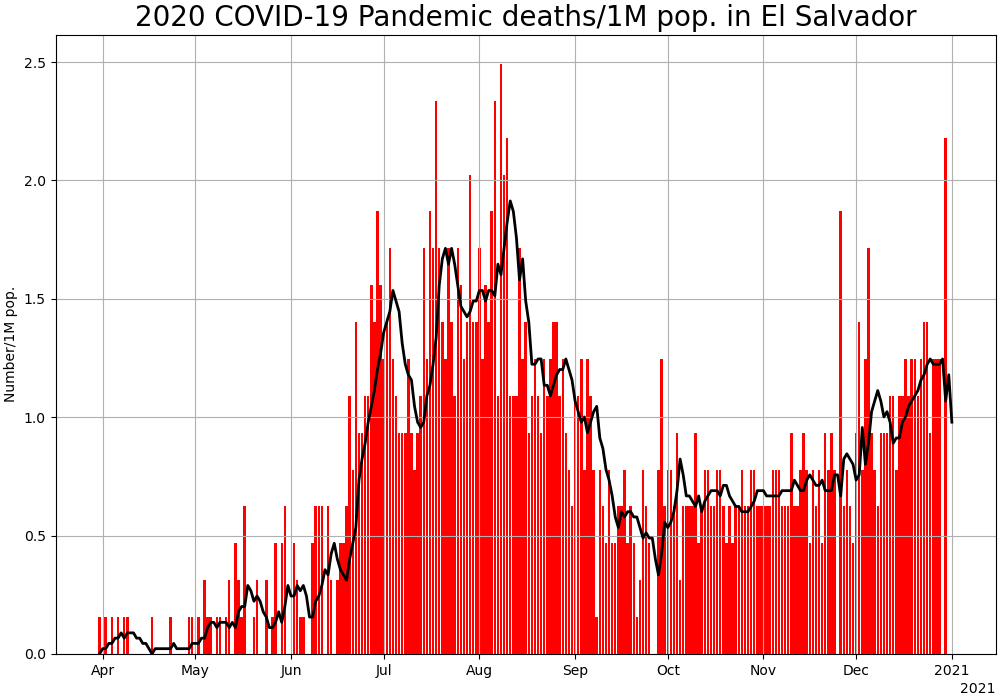 2020 COVID-19 Pandemic deaths/1M pop. in El Salvador
Number/1M pop.
2.5
2.0
1.5
1.0
0.5
0.0
Apr May Jun Jul Aug Sep Oct Nov Dec 2021
2021